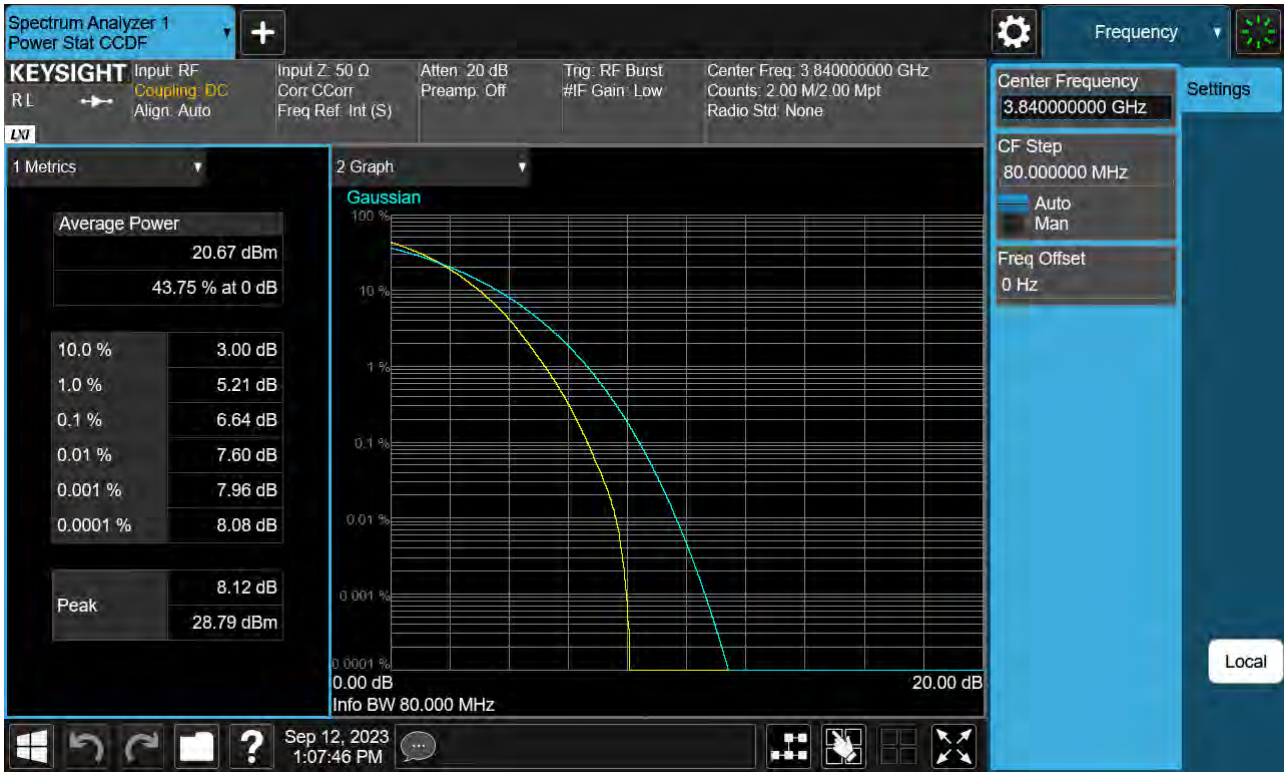 Spectrum Analyzer 1
Power Stat CCDF
+
Frequency
KEYSIGHT
RL
LXI
Input: RF
Coupling: DC
Align: Auto
Input Z: 50 Ω
Corr CCorr
Freq Ref: Int (S)
Atten: 20 dB
Preamp: Off
Trig: RF Burst
#IF Gain: Low
Center Freq: 3.840000000 GHz
Counts: 2.00 M/2.00 Mpt
Radio Std: None
Center Frequency
3.840000000 GHz
Settings
CF Step
80.000000 MHz
Auto
Man
Freq Offset
0 Hz
1 Metrics
Average Power
20.67 dBm
43.75 % at 0 dB
10.0 % 3.00 dB
1.0 % 5.21 dB
0.1 % 6.64 dB
0.01 % 7.60 dB
0.001 % 7.96 dB
0.0001 % 8.08 dB
Peak
8.12 dB
28.79 dBm
2 Graph
Gaussian
100 %
10 %
1 %
0.1 %
0.01 %
0.001 %
0.0001 %
0.00 dB 20.00 dB
Info BW 80.000 MHz
Local
?
Sep 12, 2023
1:07:46 PM